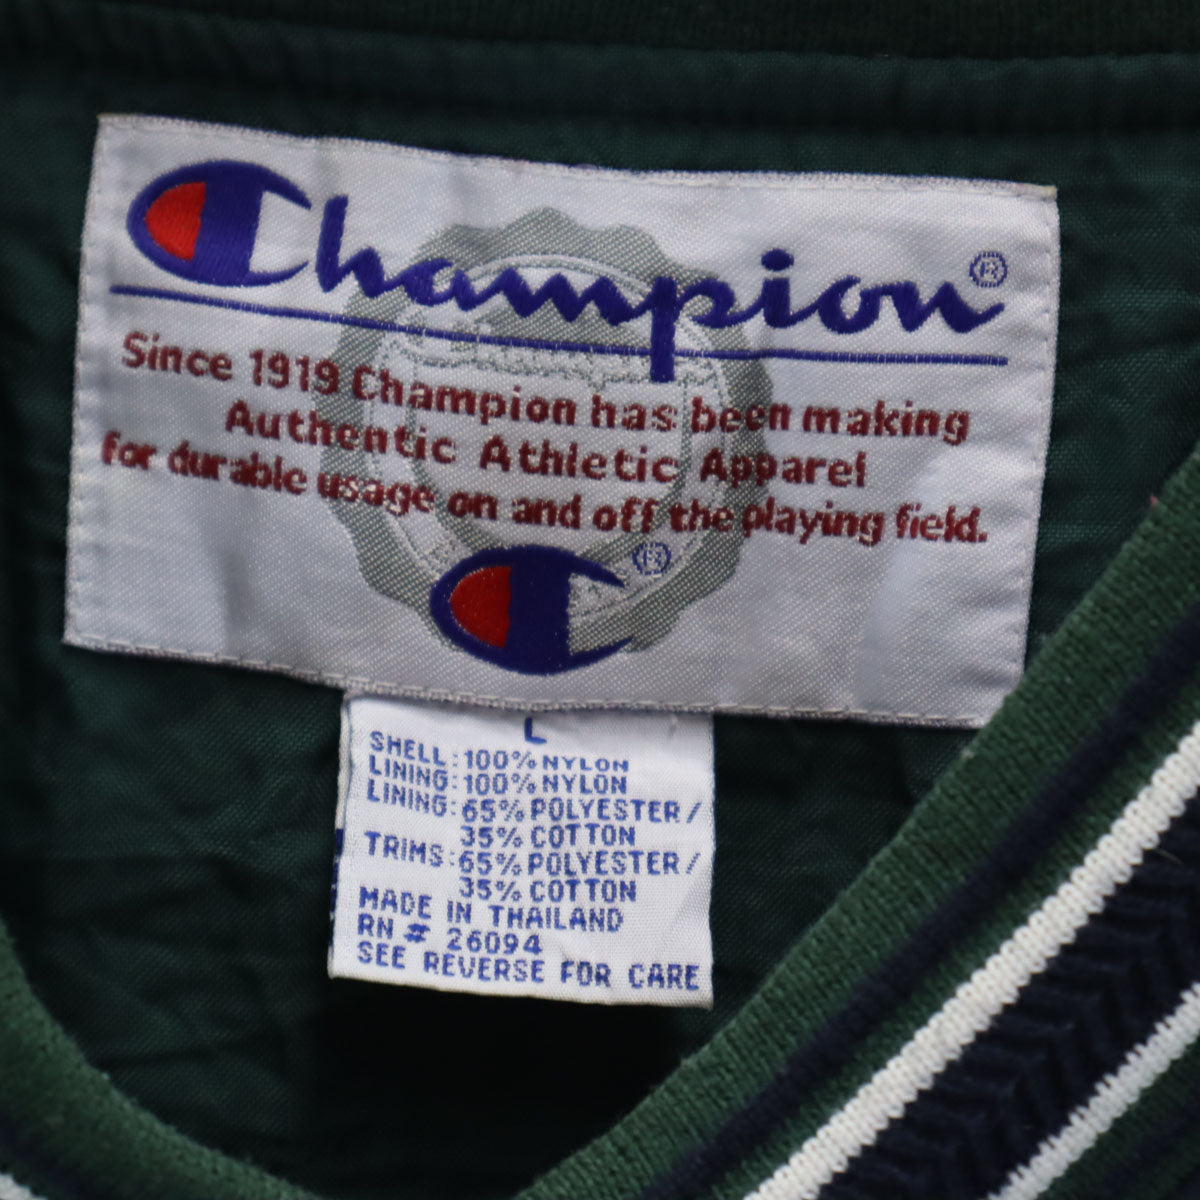 Champion®
Since 1919 Champion has been making
Authentic Athletic Apparel
for durable usage on and off the playing field.
®
L
SHELL: 100% NYLON
LINING: 100% NYLON
LINING: 65% POLYESTER/
35% COTTON
TRIMS: 65% POLYESTER/
35% COTTON
MADE IN THAILAND
RN # 26094
SEE REVERSE FOR CARE